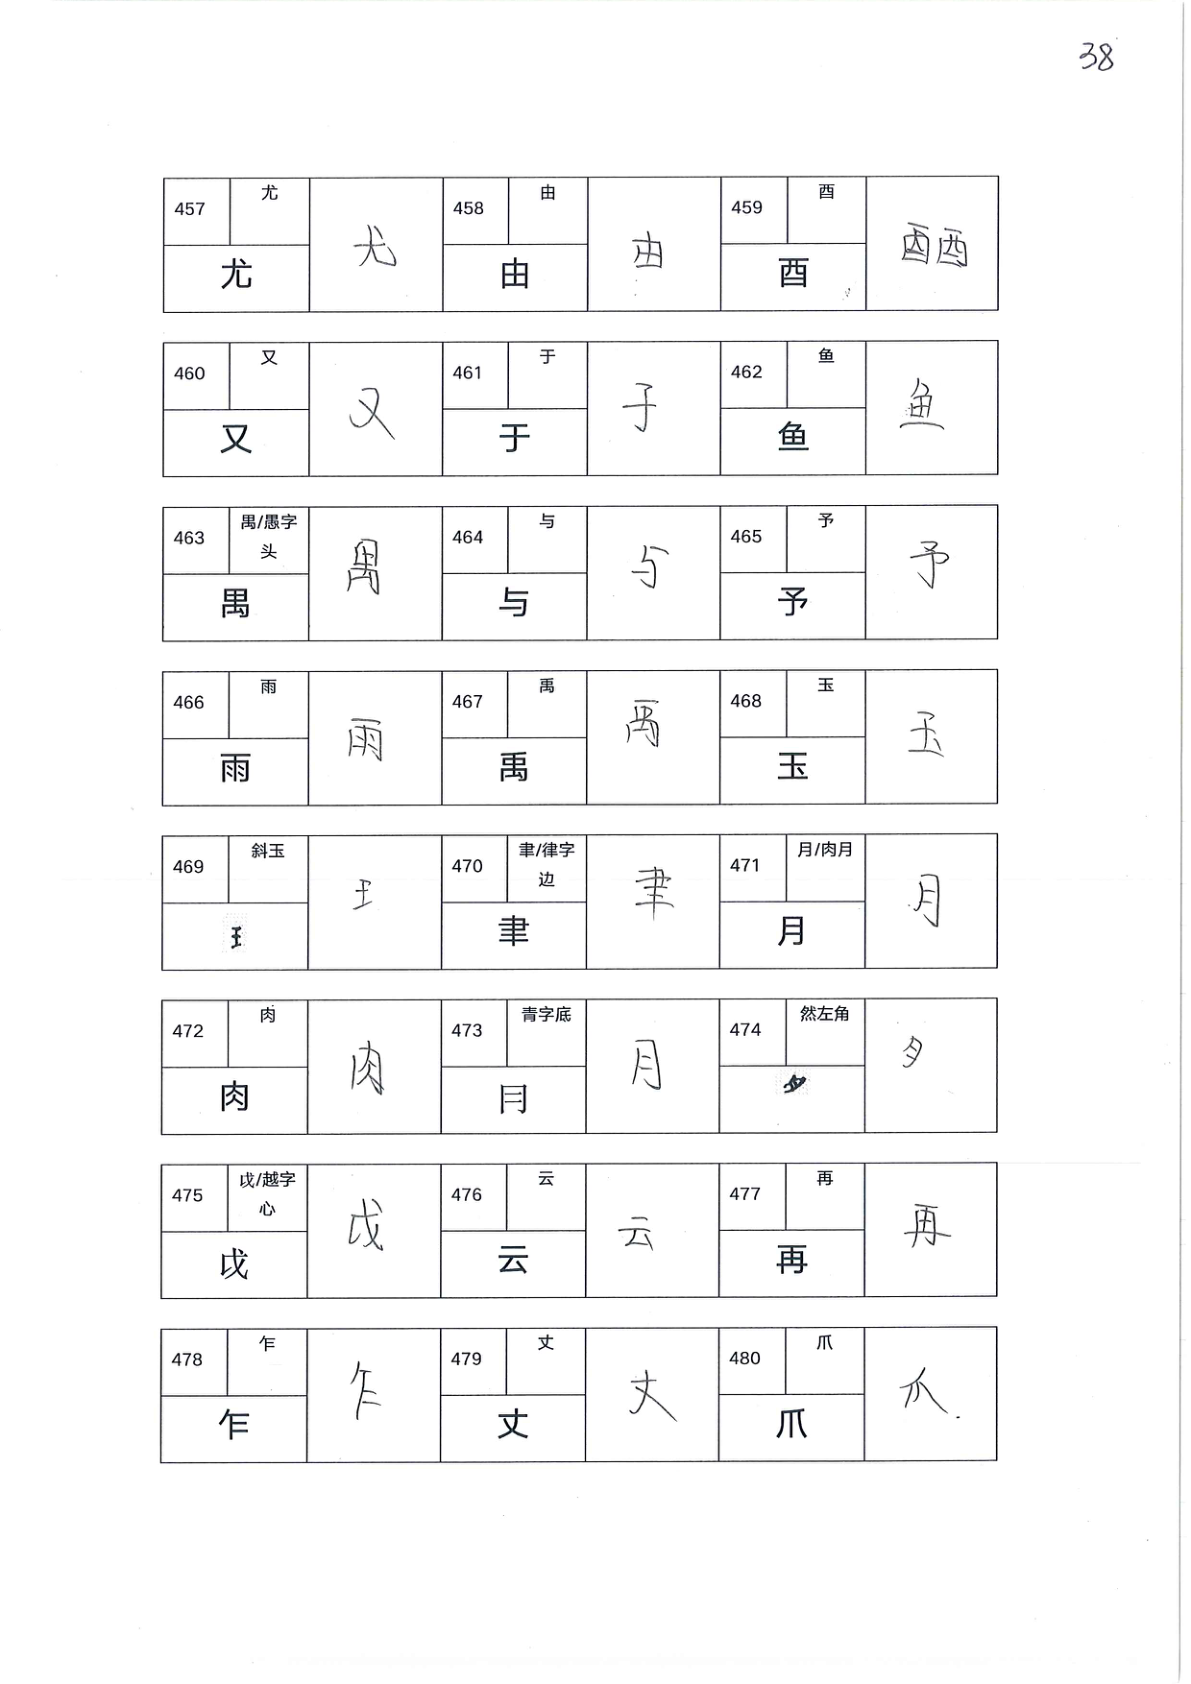 38
457 尤 尤 458 由 由 459 酉 酉酉
尤 由 酉
460 又 又 461 于 于 462 鱼 鱼
又 于 鱼
463 禺/愚字头 禺 464 与 与 465 予 予
禺 与 予
466 雨 雨 467 禹 禹 468 玉 玉
雨 禹 玉
469 斜玉 𤣩 470 聿/律字边 聿 471 月/肉月 月
𤣩 聿 月
472 肉 肉 473 青字底 月 474 然左角
肉 ⺝
475 戉/越字心 戉 476 云 云 477 再 再
戉 云 再
478 乍 乍 479 丈 丈 480 爪 爪
乍 丈 爪